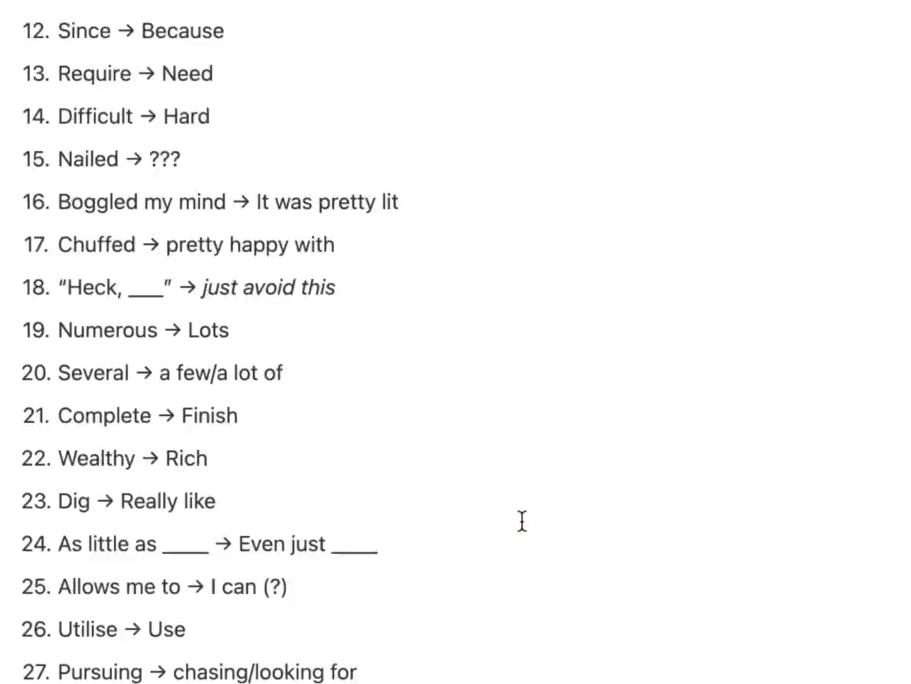 12. Since → Because
13. Require → Need
14. Difficult → Hard
15. Nailed → ???
16. Boggled my mind → It was pretty lit
17. Chuffed → pretty happy with
18. “Heck, ___” → just avoid this
19. Numerous → Lots
20. Several → a few/a lot of
21. Complete → Finish
22. Wealthy → Rich
23. Dig → Really like
24. As little as ____ → Even just ____
25. Allows me to → I can (?)
26. Utilise → Use
27. Pursuing → chasing/looking for